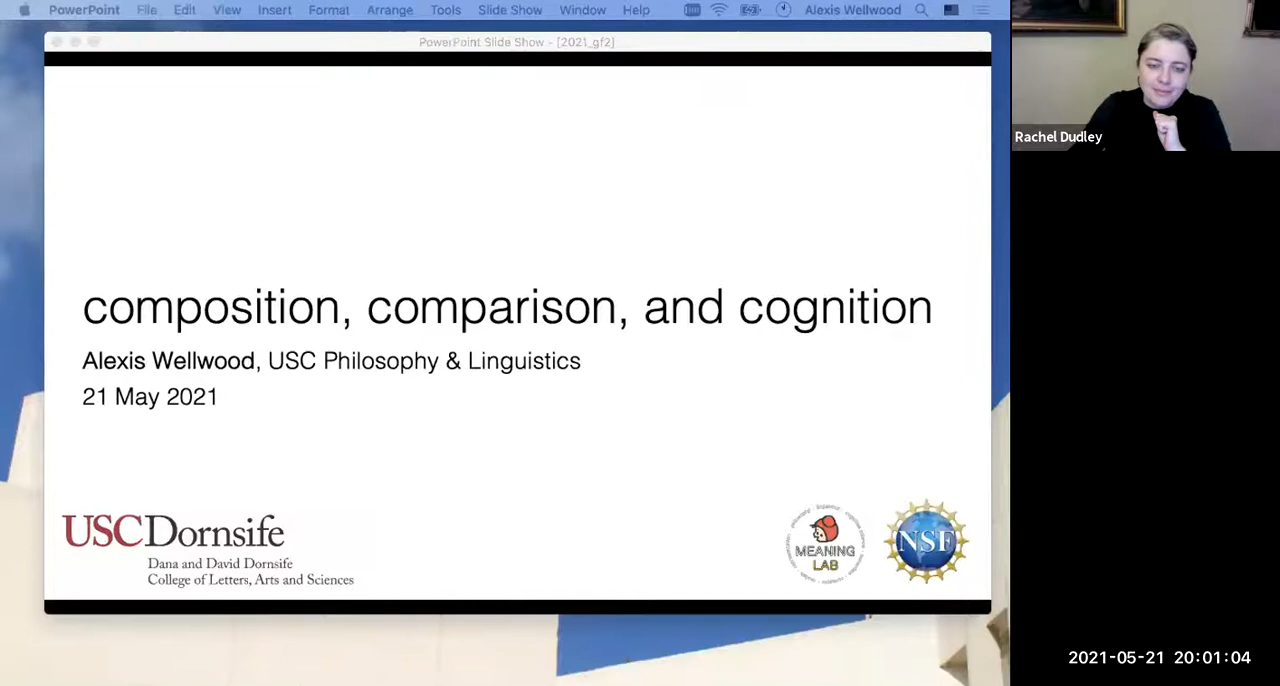 PowerPoint File Edit View Insert Format Arrange Tools Slide Show Window Help Alexis Wellwood
PowerPoint Slide Show - [2021_gf2]
Rachel Dudley
composition, comparison, and cognition
Alexis Wellwood, USC Philosophy & Linguistics
21 May 2021
USCDornsife
Dana and David Dornsife
College of Letters, Arts and Sciences
MEANING
LAB
NSF
2021-05-21 20:01:04